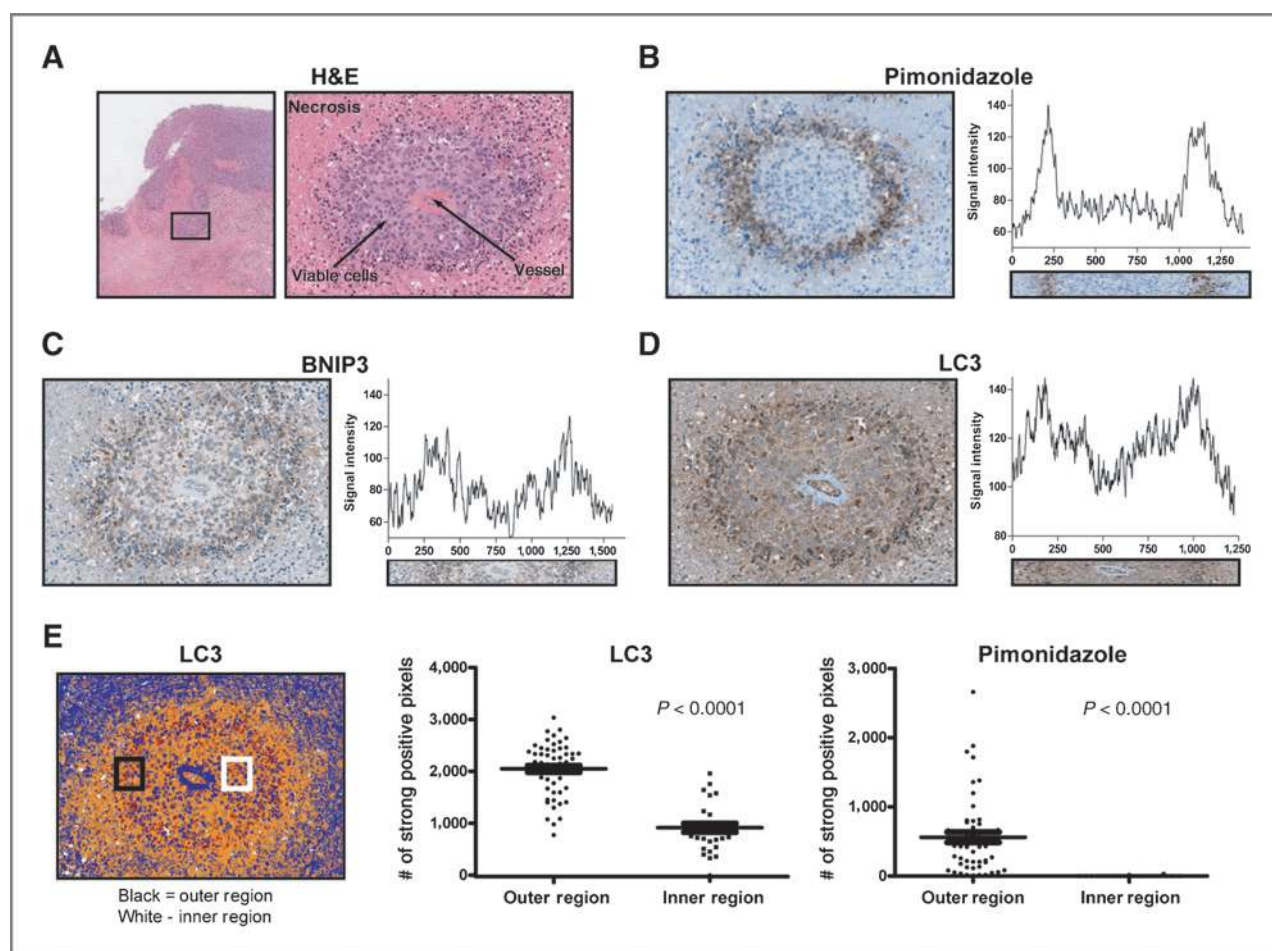 A
H&E
Necrosis
Viable cells
Vessel
B
Pimonidazole
Signal intensity
140
120
100
80
60
0 250 500 750 1,000 1,250
C
BNIP3
Signal intensity
140
120
100
80
60
0 250 500 750 1,000 1,250 1,500
D
LC3
Signal intensity
140
120
100
80
0 250 500 750 1,000 1,250
E
LC3
Black = outer region
White - inner region
LC3
# of strong positive pixels
4,000
3,000
2,000
1,000
0
P < 0.0001
Outer region Inner region
Pimonidazole
# of strong positive pixels
3,000
2,000
1,000
0
P < 0.0001
Outer region Inner region